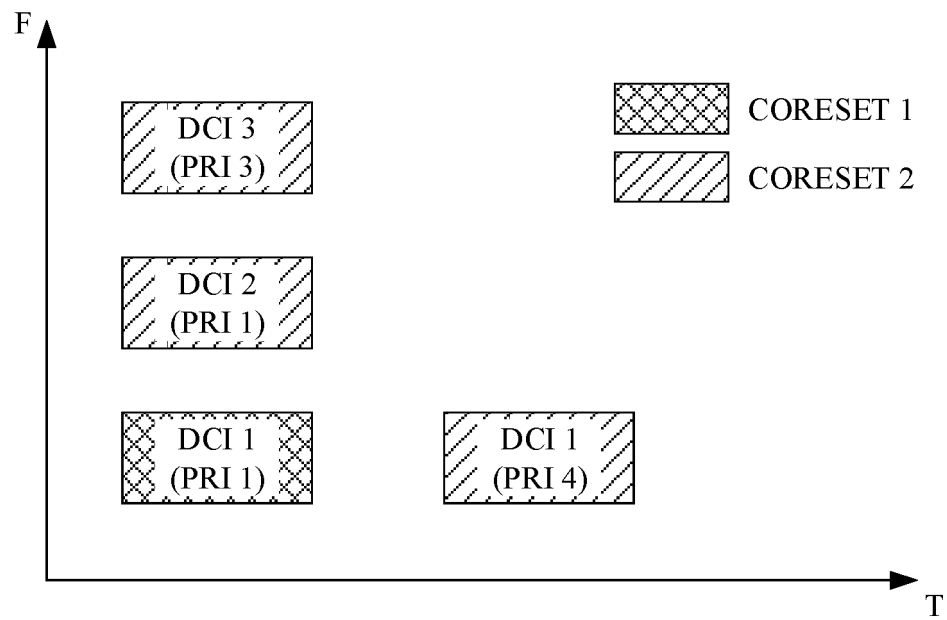 F
DCI 3
(PRI 3)
CORESET 1
CORESET 2
DCI 2
(PRI 1)
DCI 1
(PRI 1)
DCI 1
(PRI 4)
T